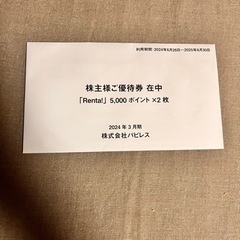 利用期間:2024年6月26日～2025年6月30日
株主様ご優待券 在中
「Renta!」5,000 ポイント ×2 枚
2024 年 3 月期
株式会社パピレス